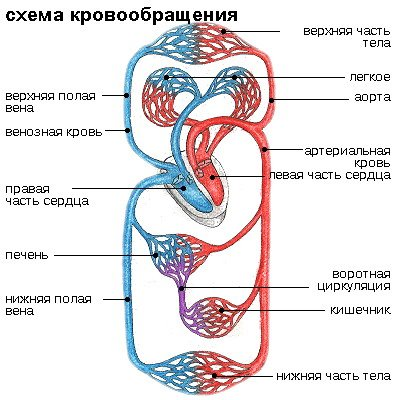 схема кровообращения
верхняя часть
тела
легкое
аорта
верхняя полая
вена
венозная кровь
артериальная
кровь
левая часть сердца
правая
часть сердца
печень
воротная
циркуляция
нижняя полая
вена
кишечник
нижняя часть тела